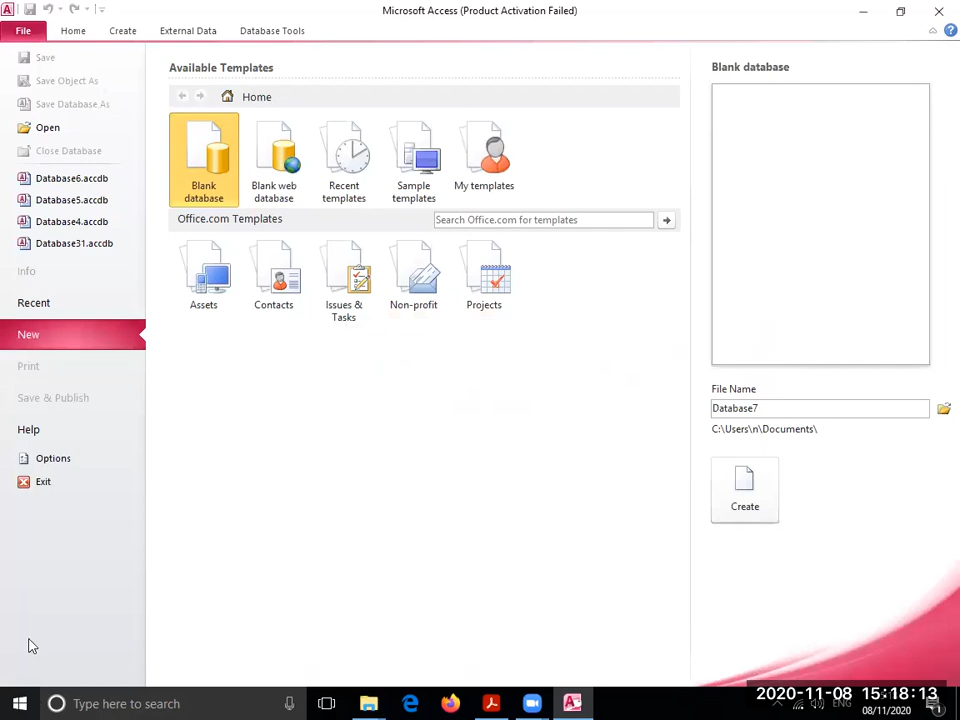 Microsoft Access (Product Activation Failed)
File Home Create External Data Database Tools
Save
Save Object As
Save Database As
Open
Close Database
Database6.accdb
Database5.accdb
Database4.accdb
Database31.accdb
Info
Recent
New
Print
Save & Publish
Help
Options
Exit
Available Templates
Home
Blank database
Blank web database
Recent templates
Sample templates
My templates
Office.com Templates
Search Office.com for templates
Assets
Contacts
Issues & Tasks
Non-profit
Projects
Blank database
File Name
Database7
C:\Users\n\Documents\
Create
Type here to search
2020-11-08 15:18:13
ENG
08/11/2020